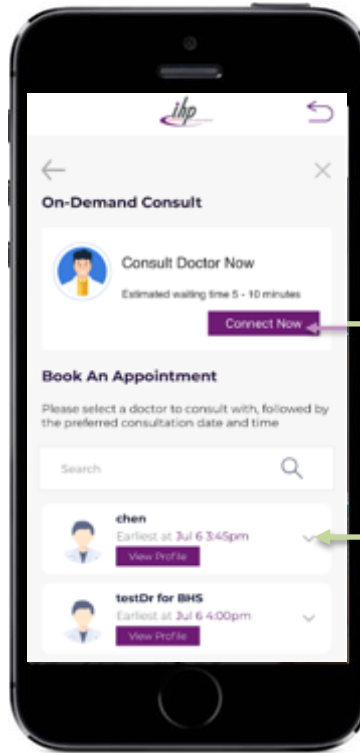 ihp
On-Demand Consult
Consult Doctor Now
Estimated waiting time 5 - 10 minutes
Connect Now
Book An Appointment
Please select a doctor to consult with, followed by
the preferred consultation date and time
Search
chen
Earliest at Jul 6 3:45pm
View Profile
testDr for BHS
Earliest at Jul 6 4:00pm
View Profile